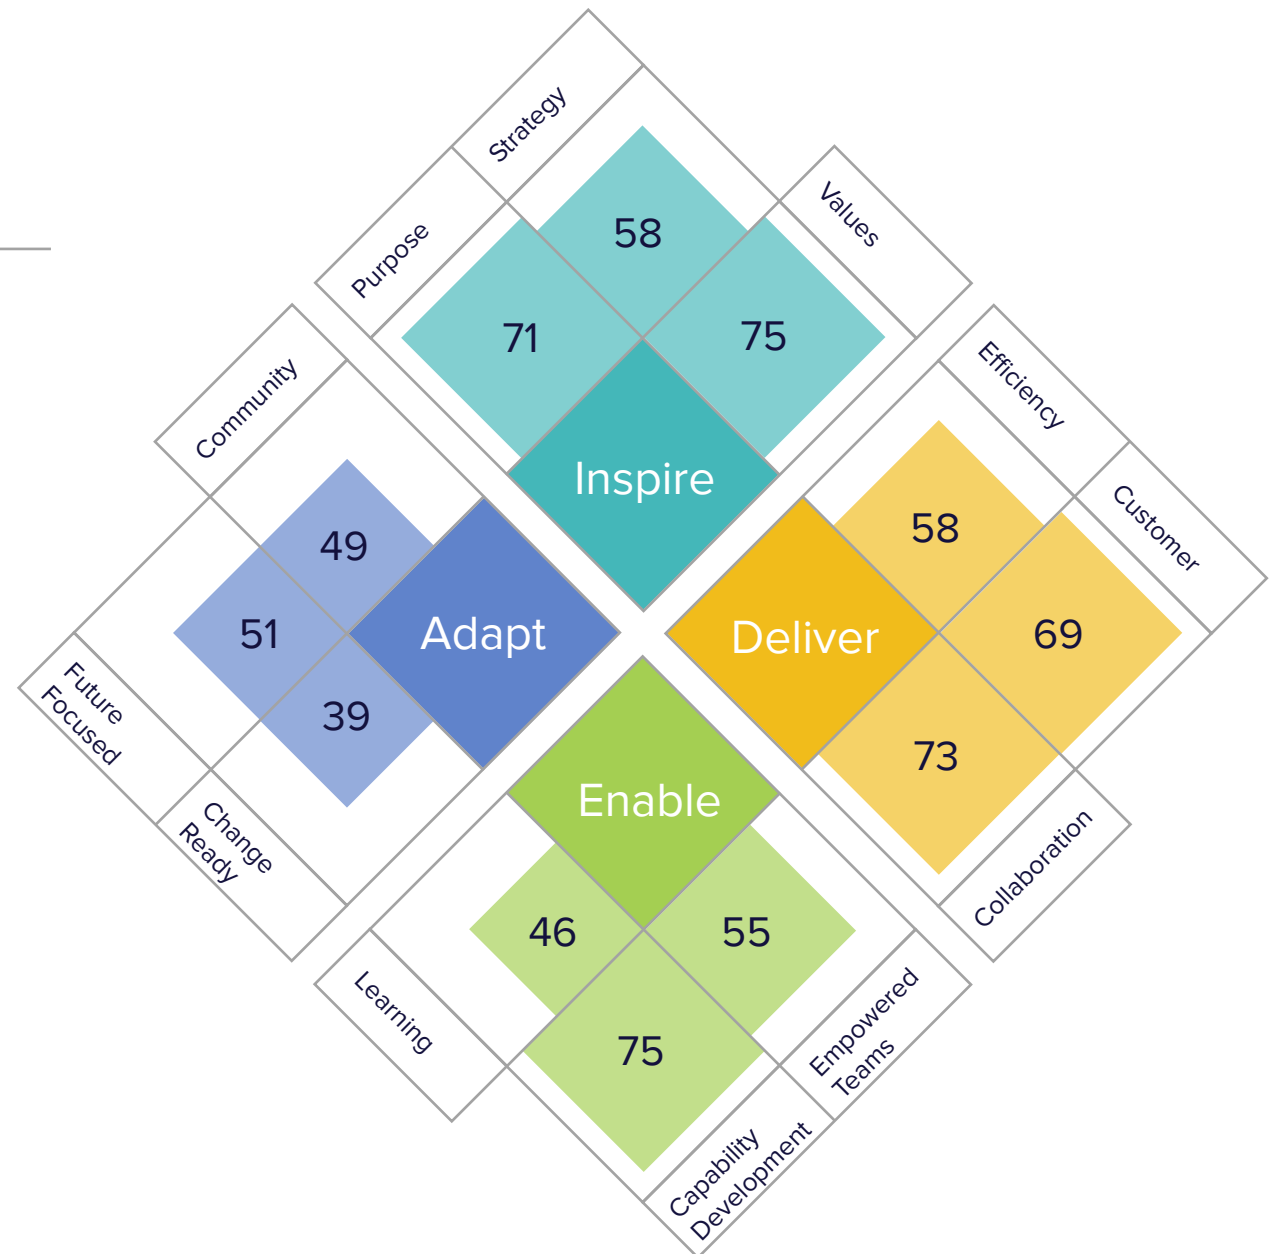 Strategy
Purpose
Values
58
71
75
Inspire
Community
49
51
39
Adapt
Future
Focused
Change
Ready
Efficiency
Customer
58
69
73
Deliver
Collaboration
Enable
46
55
75
Learning
Empowered
Teams
Capability
Development